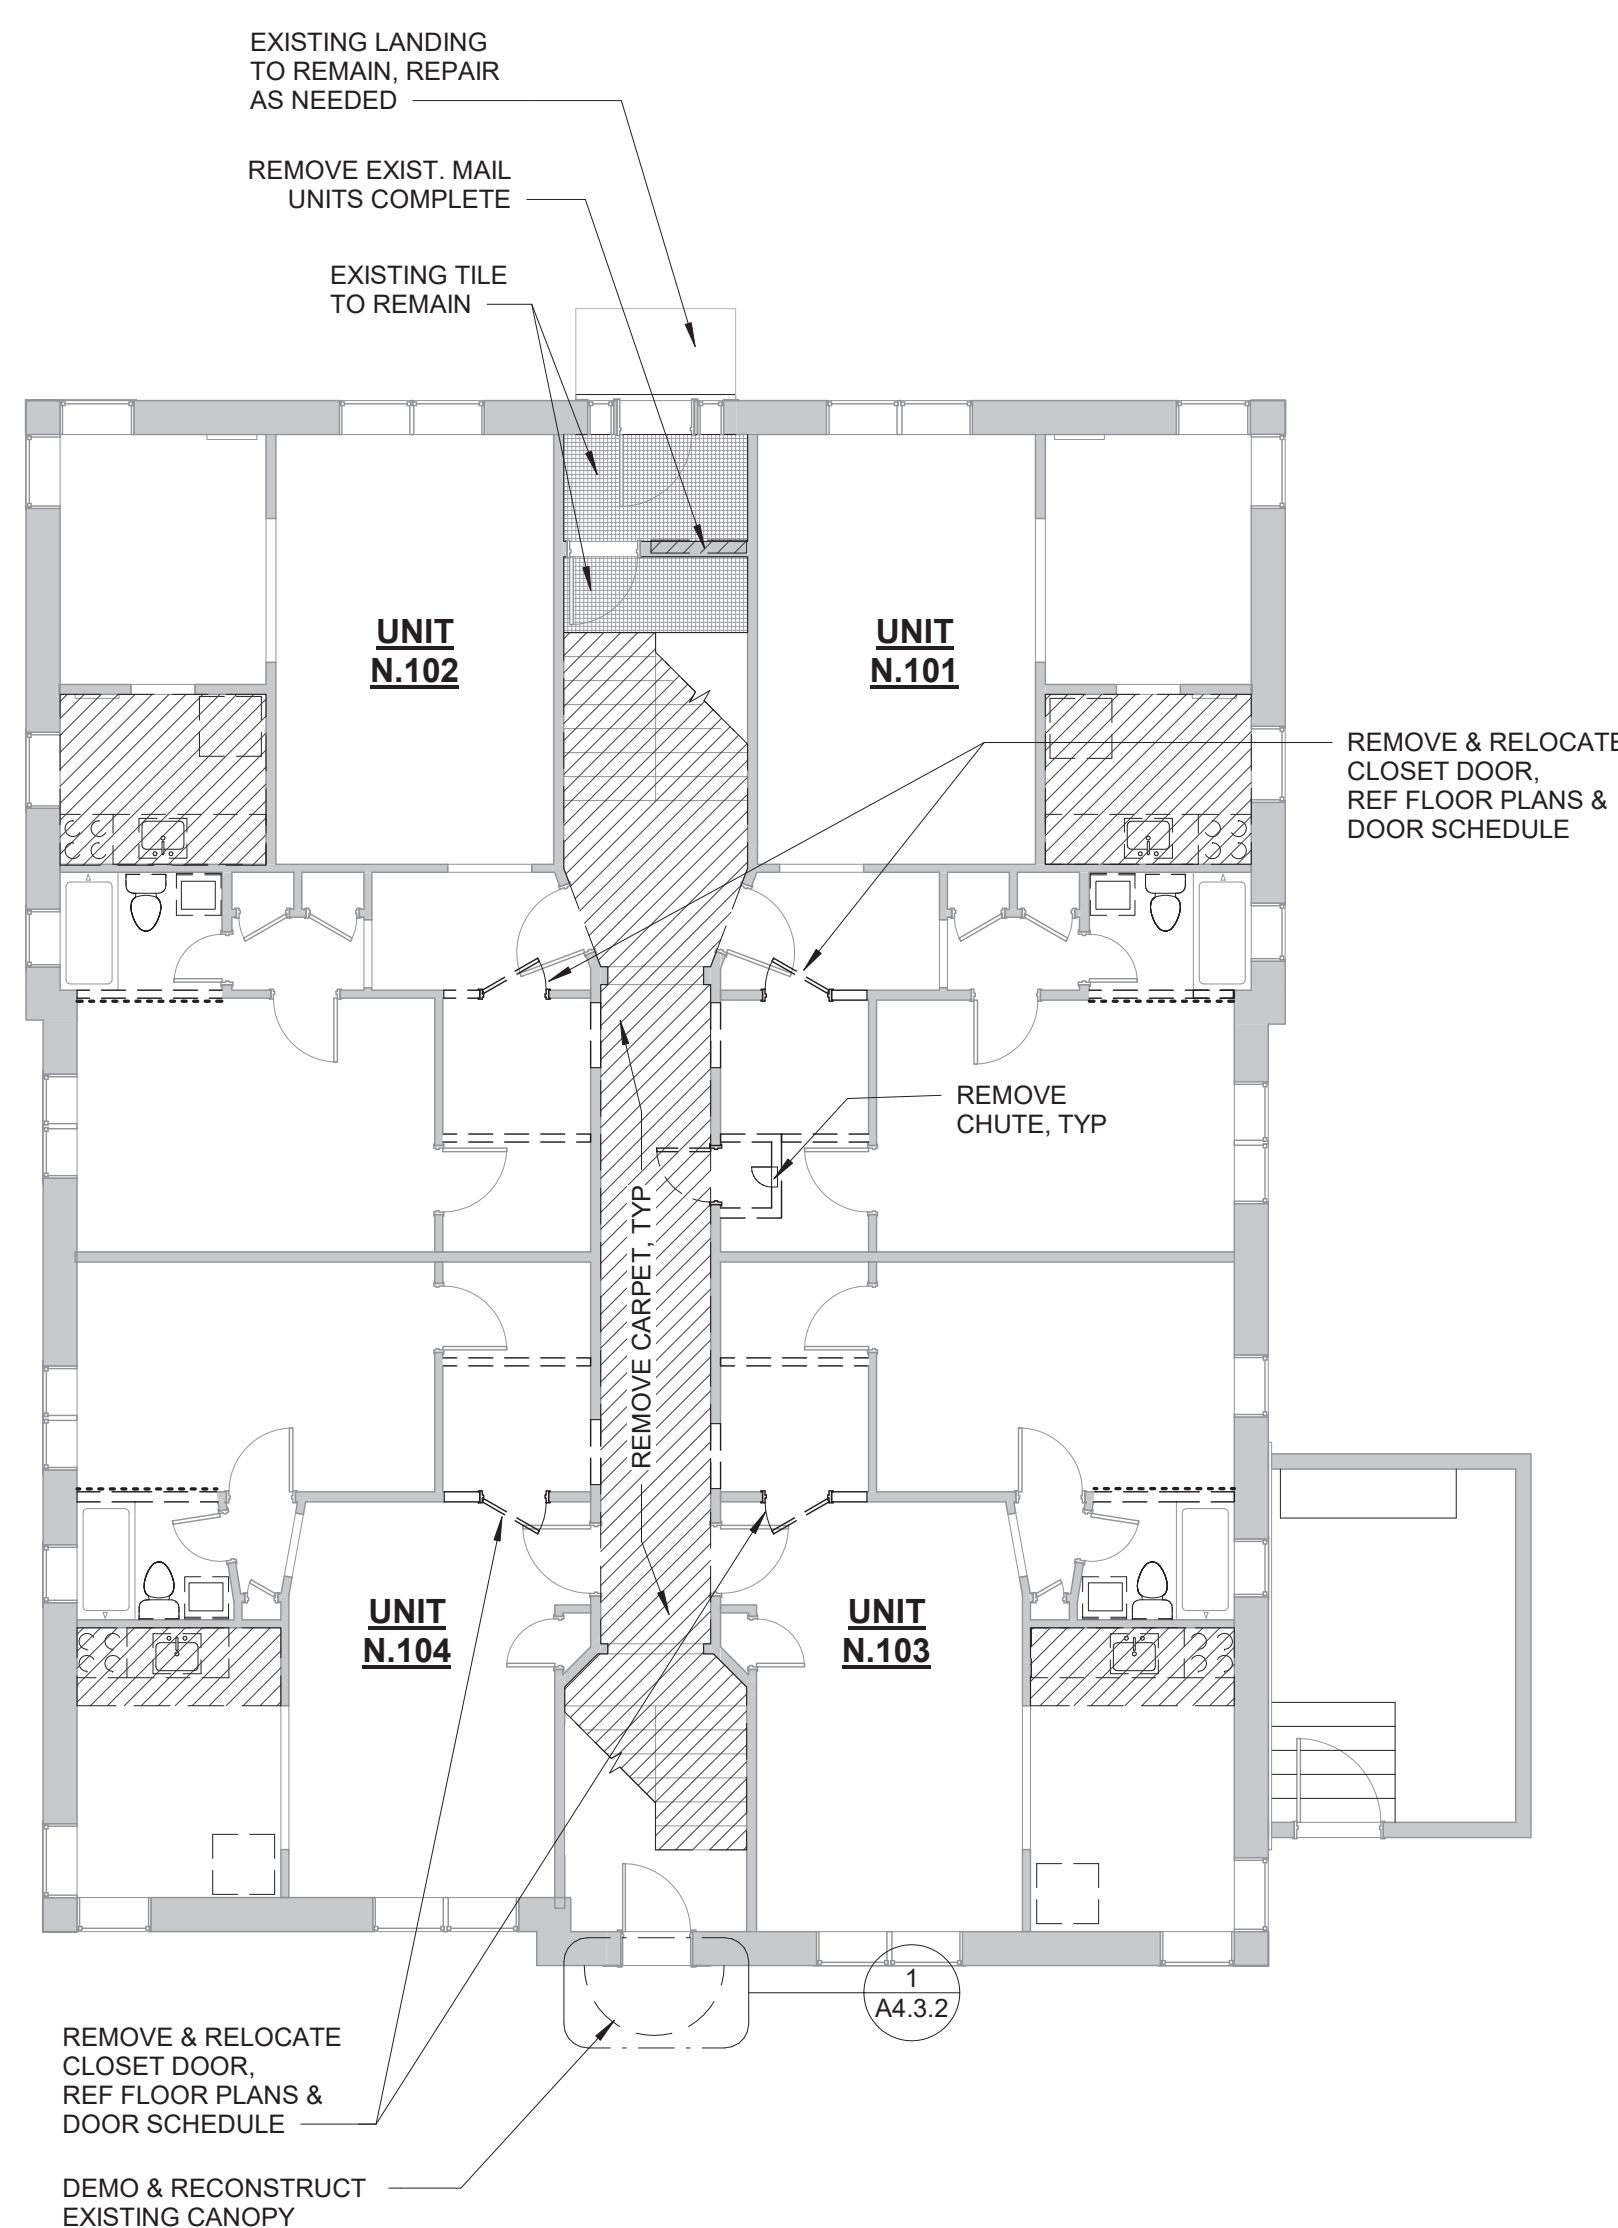 EXISTING LANDING
TO REMAIN, REPAIR
AS NEEDED
REMOVE EXIST. MAIL
UNITS COMPLETE
EXISTING TILE
TO REMAIN
UNIT
N.102
UNIT
N.101
REMOVE & RELOCATE
CLOSET DOOR,
REF FLOOR PLANS &
DOOR SCHEDULE
REMOVE
CHUTE, TYP
REMOVE CARPET, TYP
UNIT
N.104
UNIT
N.103
1
A4.3.2
REMOVE & RELOCATE
CLOSET DOOR,
REF FLOOR PLANS &
DOOR SCHEDULE
DEMO & RECONSTRUCT
EXISTING CANOPY